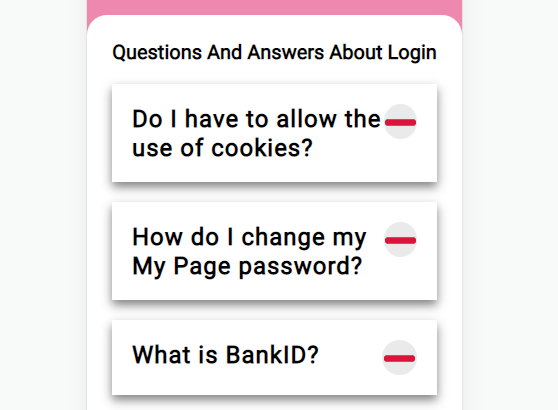 Questions And Answers About Login
Do I have to allow the
use of cookies?
How do I change my
My Page password?
What is BankID?